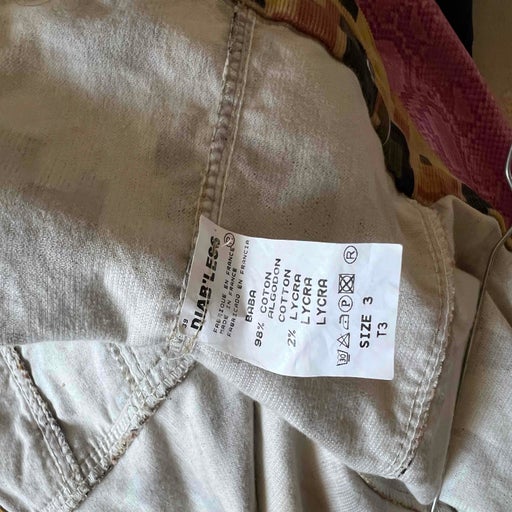 DIAB'LESS ®
FABRIQUE EN FRANCE
MADE IN FRANCE
FABRICADO EN FRANCIA
BABA
98% COTON
ALGODON
COTTON
2% LYCRA
LYCRA
LYCRA
P
SIZE 3
T3
R